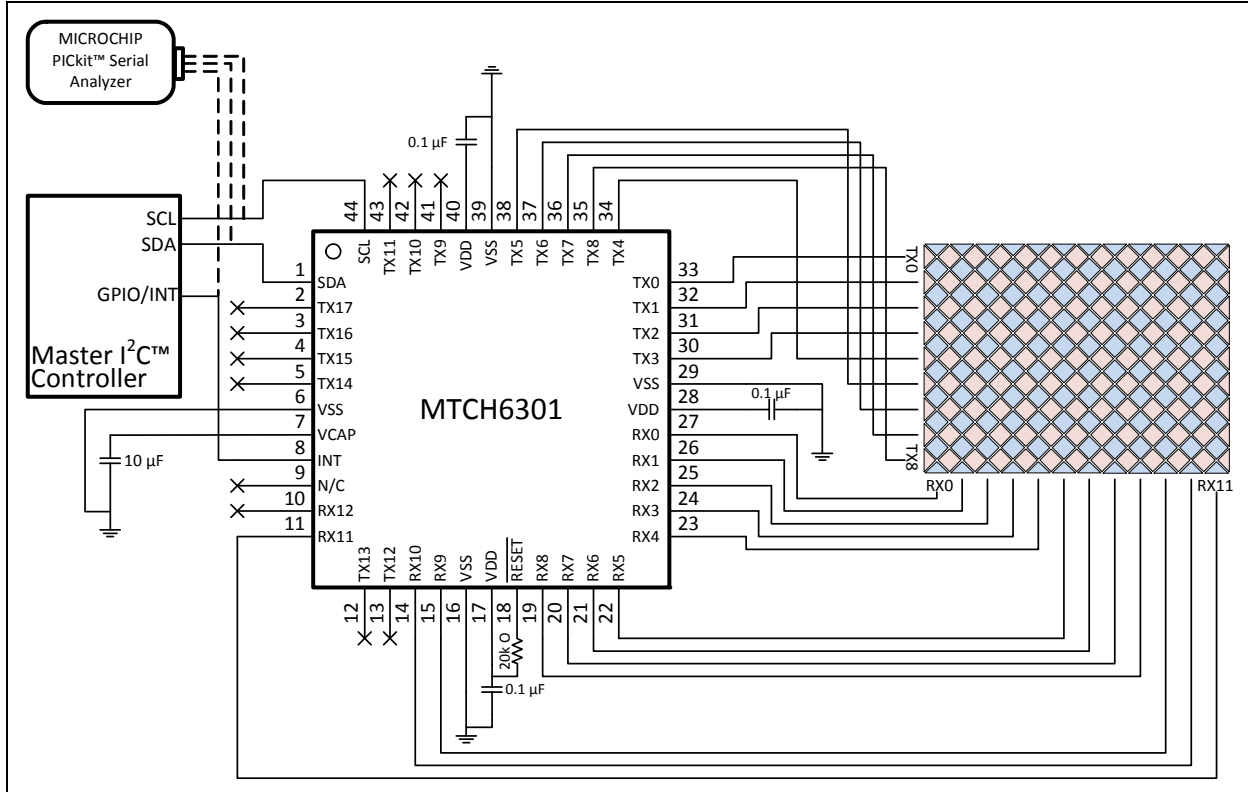 MICROCHIP
PICkit™ Serial
Analyzer
SCL
SDA
GPIO/INT
Master I²C™
Controller
0.1 µF
44
43
42
41
40
39
38
37
36
35
34
SCL
TX11
TX10
TX9
VDD
VSS
TX5
TX6
TX7
TX8
TX4
1
SDA
2
TX17
3
TX16
4
TX15
5
TX14
6
VSS
7
VCAP
8
INT
9
N/C
10
RX12
11
RX11
10 µF
MTCH6301
33
TX0
32
TX1
31
TX2
30
TX3
29
VSS
28
VDD
27
RX0
26
RX1
25
RX2
24
RX3
23
RX4
0.1 µF
TX0
TX8
RX0
RX11
TX13
TX12
RX10
RX9
VSS
VDD
RESET
RX8
RX7
RX6
RX5
12
13
14
15
16
17
18
19
20
21
22
20k Ω
0.1 µF